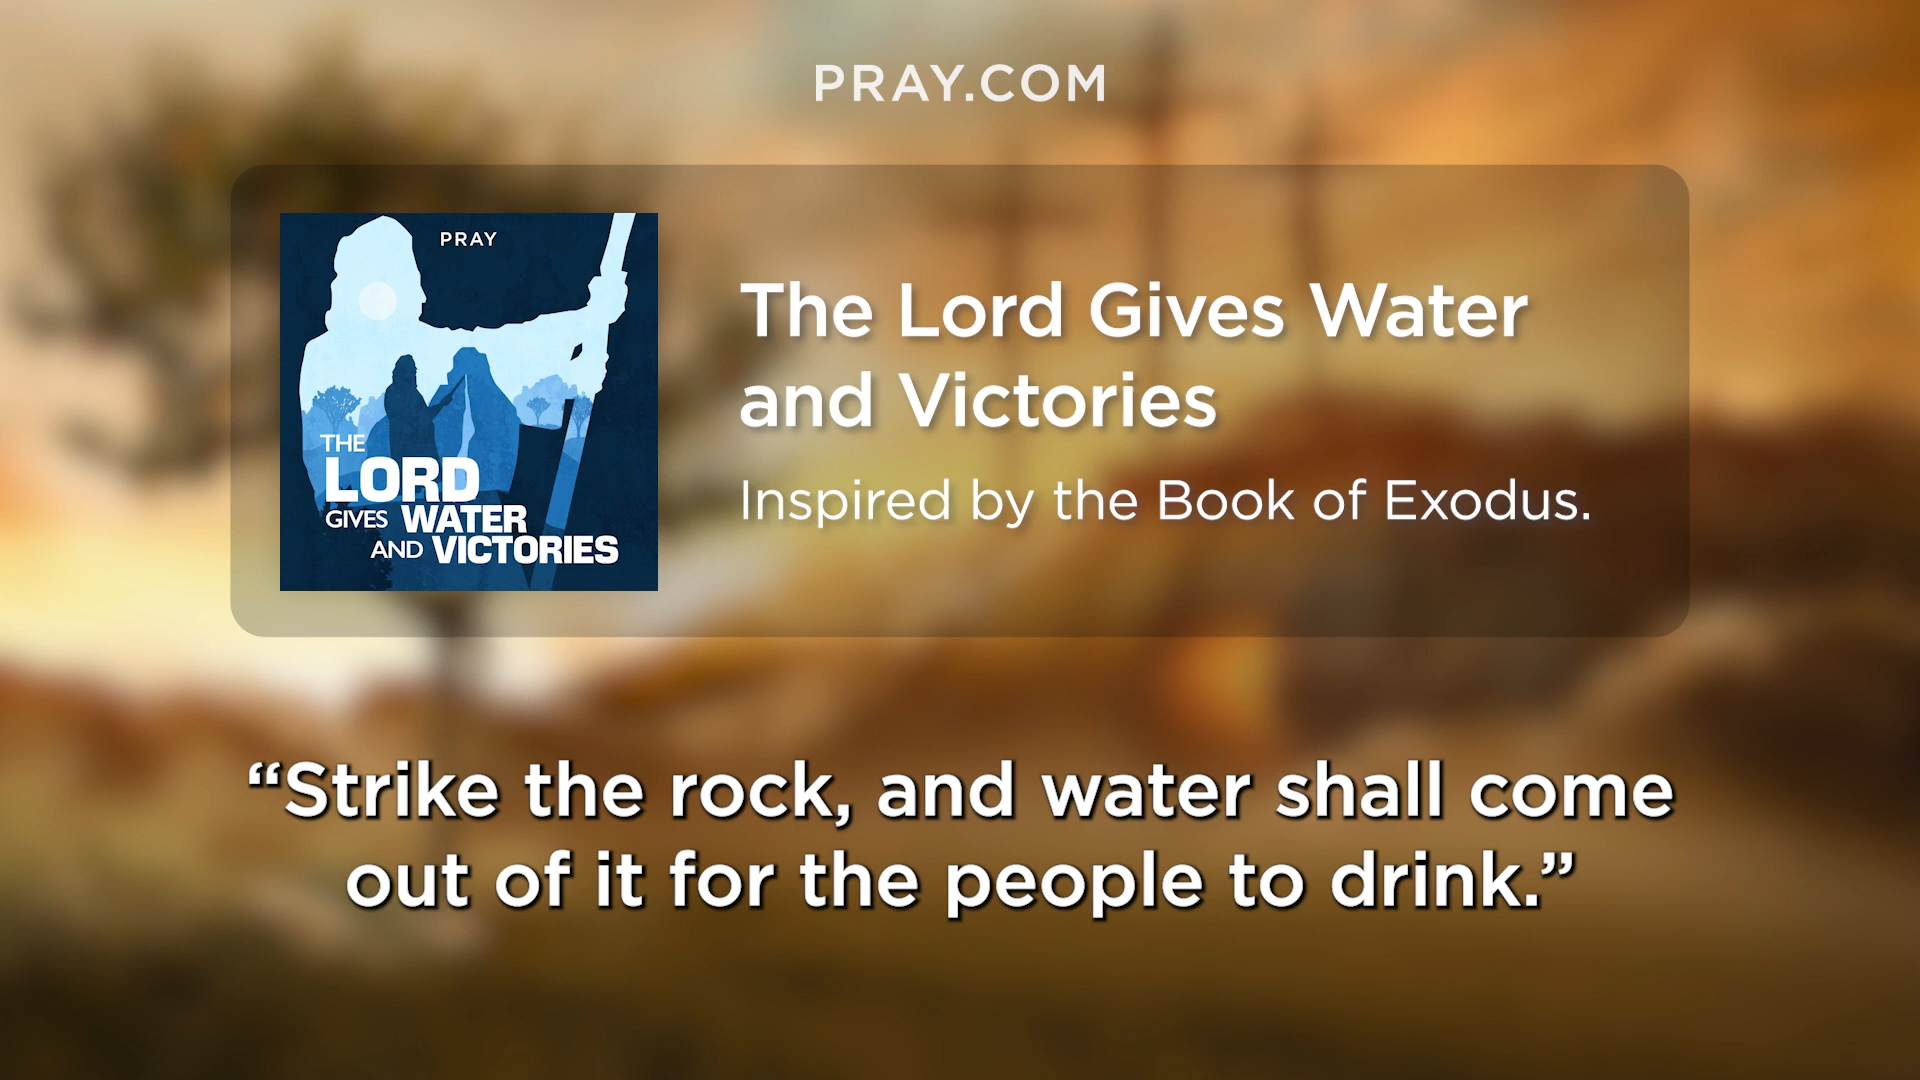 PRAY.COM
PRAY
THE
LORD
GIVES WATER
AND VICTORIES
The Lord Gives Water
and Victories
Inspired by the Book of Exodus.
“Strike the rock, and water shall come
out of it for the people to drink.”